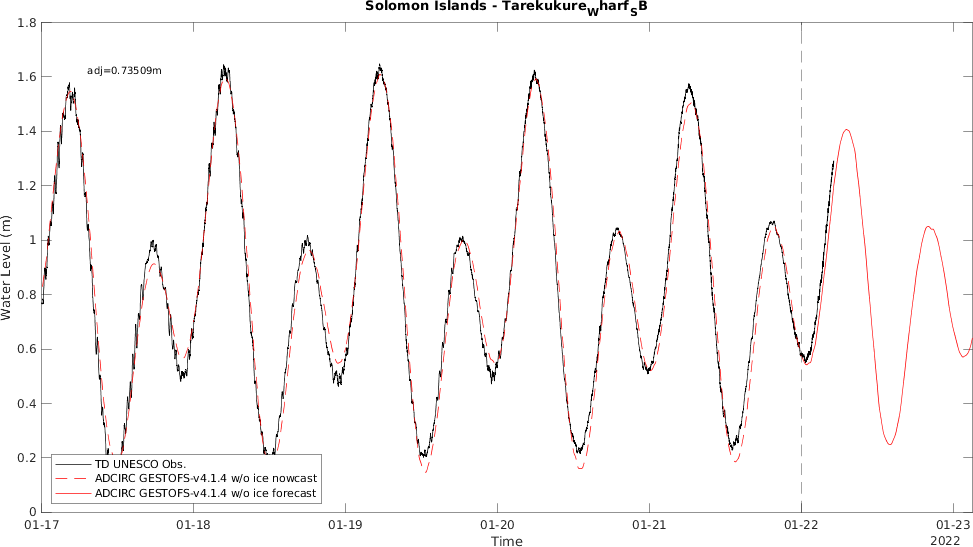 Solomon Islands - TarekukureWharfSB
1.8
1.6
1.4
1.2
1
0.8
0.6
0.4
0.2
0
Water Level (m)
adj=0.73509m
TD UNESCO Obs.
ADCIRC GESTOFS-v4.1.4 w/o ice nowcast
ADCIRC GESTOFS-v4.1.4 w/o ice forecast
01-17 01-18 01-19 01-20 01-21 01-22 01-23
Time
2022